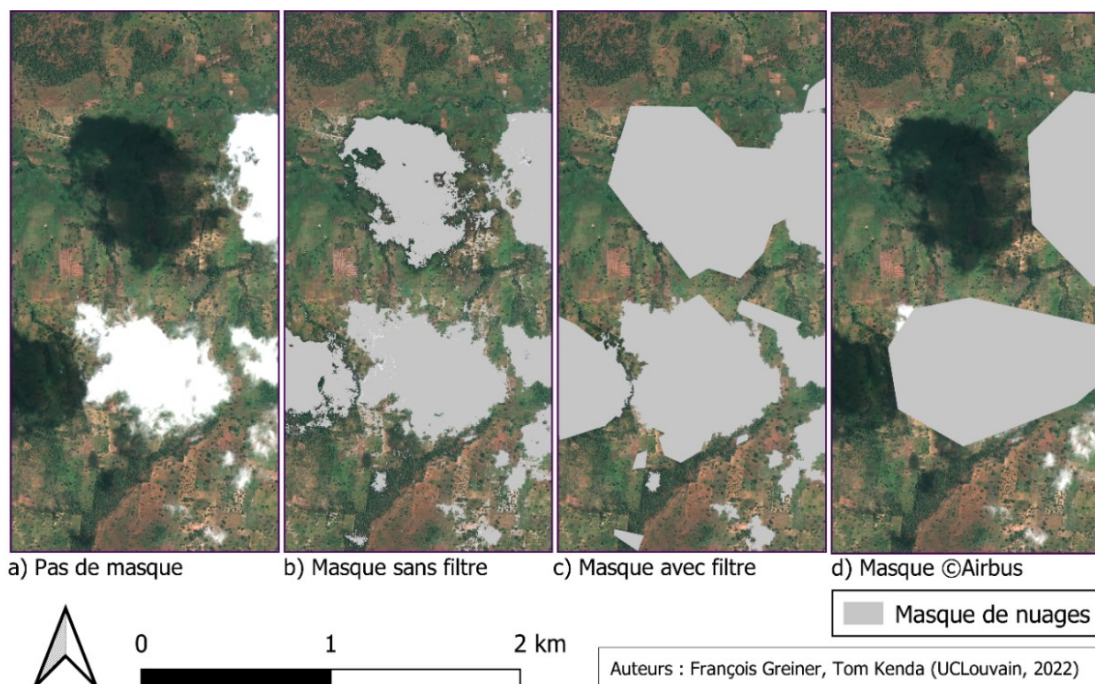 a) Pas de masque
b) Masque sans filtre
c) Masque avec filtre
d) Masque ©Airbus
Masque de nuages
0 1 2 km
Auteurs : François Greiner, Tom Kenda (UCLouvain, 2022)